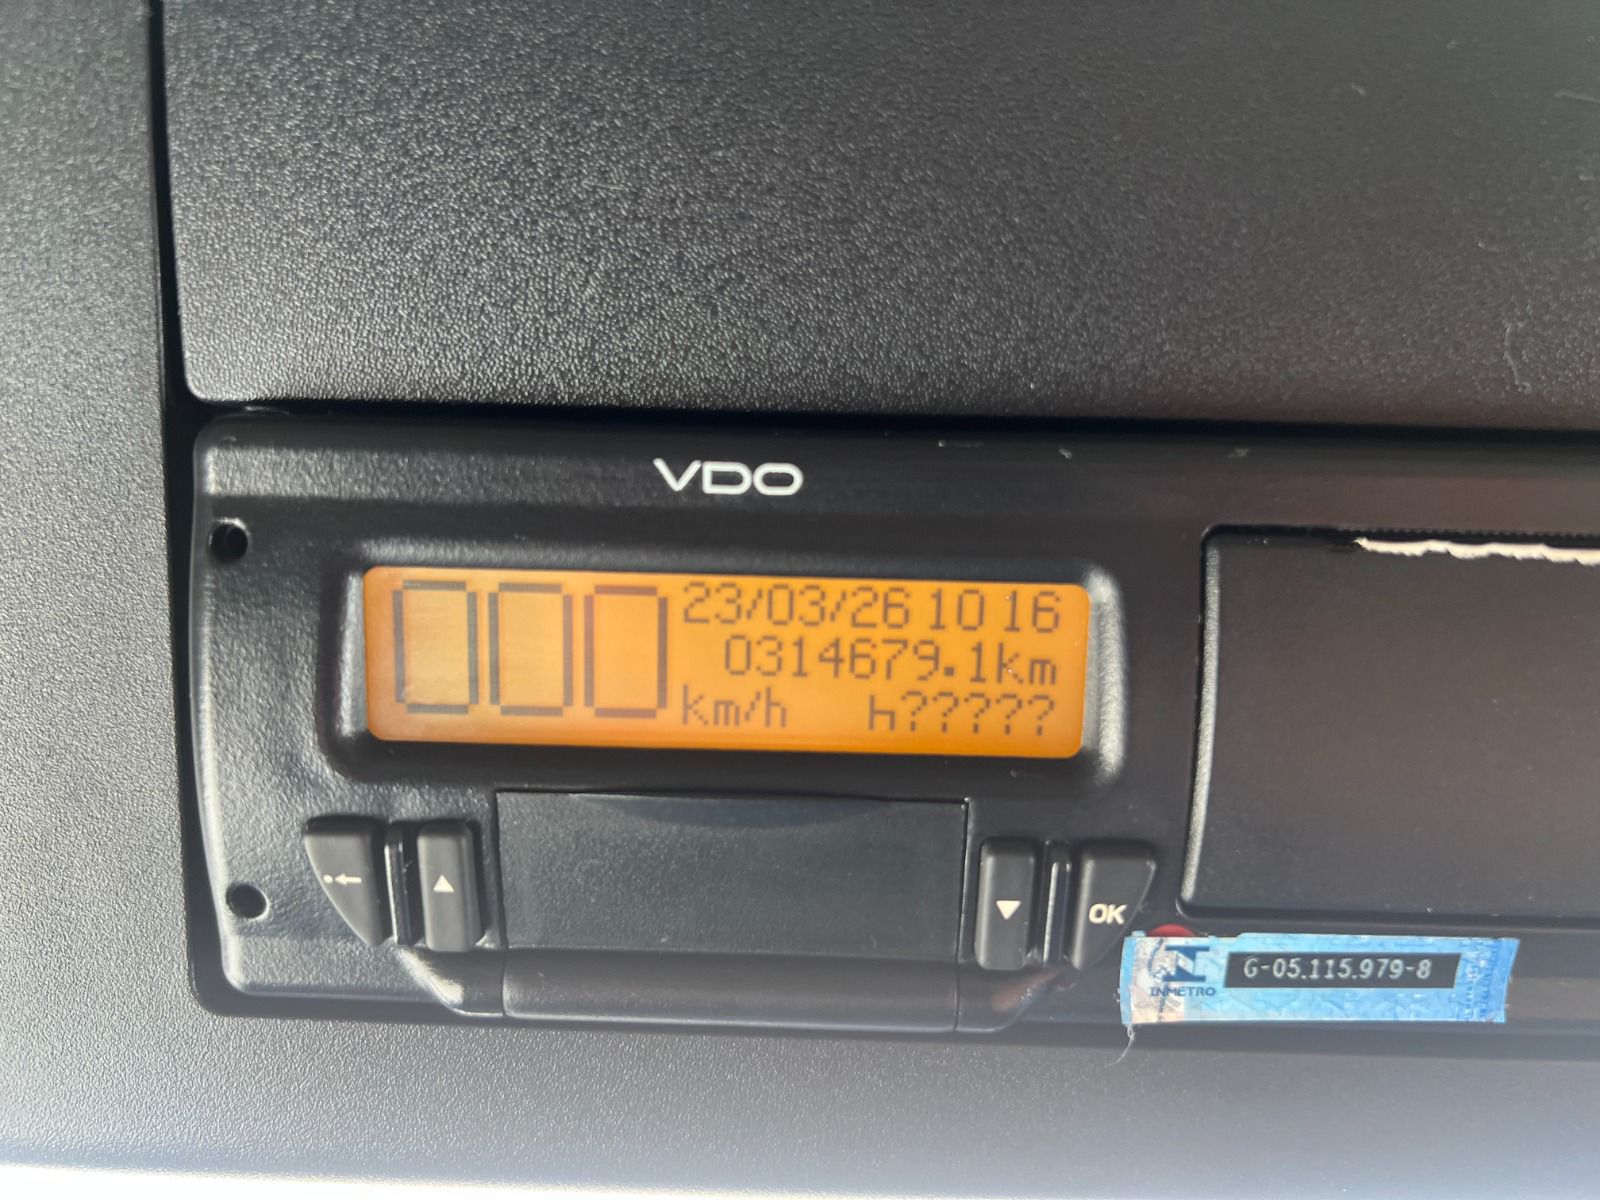 VDO
000 23/03/26 10 16
0314679.1km
km/h h?????
OK
INMETRO G-05.115.979-8